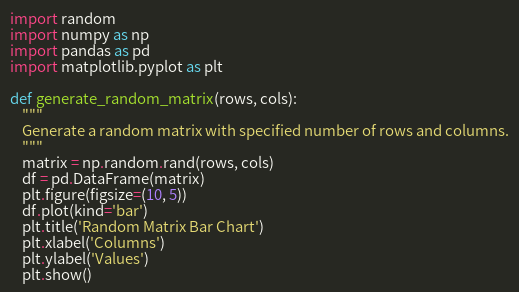 import random
import numpy as np
import pandas as pd
import matplotlib.pyplot as plt

def generate_random_matrix(rows, cols):
    """
    Generate a random matrix with specified number of rows and columns.
    """
    matrix = np.random.rand(rows, cols)
    df = pd.DataFrame(matrix)
    plt.figure(figsize=(10, 5))
    df.plot(kind='bar')
    plt.title('Random Matrix Bar Chart')
    plt.xlabel('Columns')
    plt.ylabel('Values')
    plt.show()